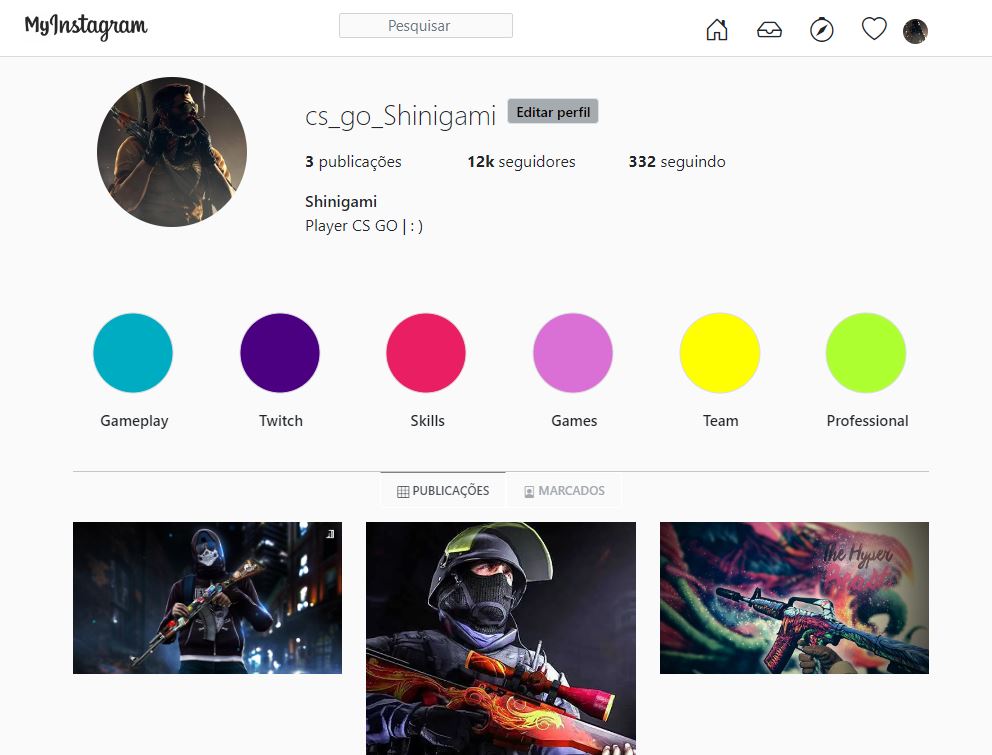 MyInstagram
Pesquisar
cs_go_Shinigami Editar perfil
3 publicações 12k seguidores 332 seguindo
Shinigami
Player CS GO | : )
Gameplay Twitch Skills Games Team Professional
PUBLICAÇÕES MARCADOS
The Hyper
Beast